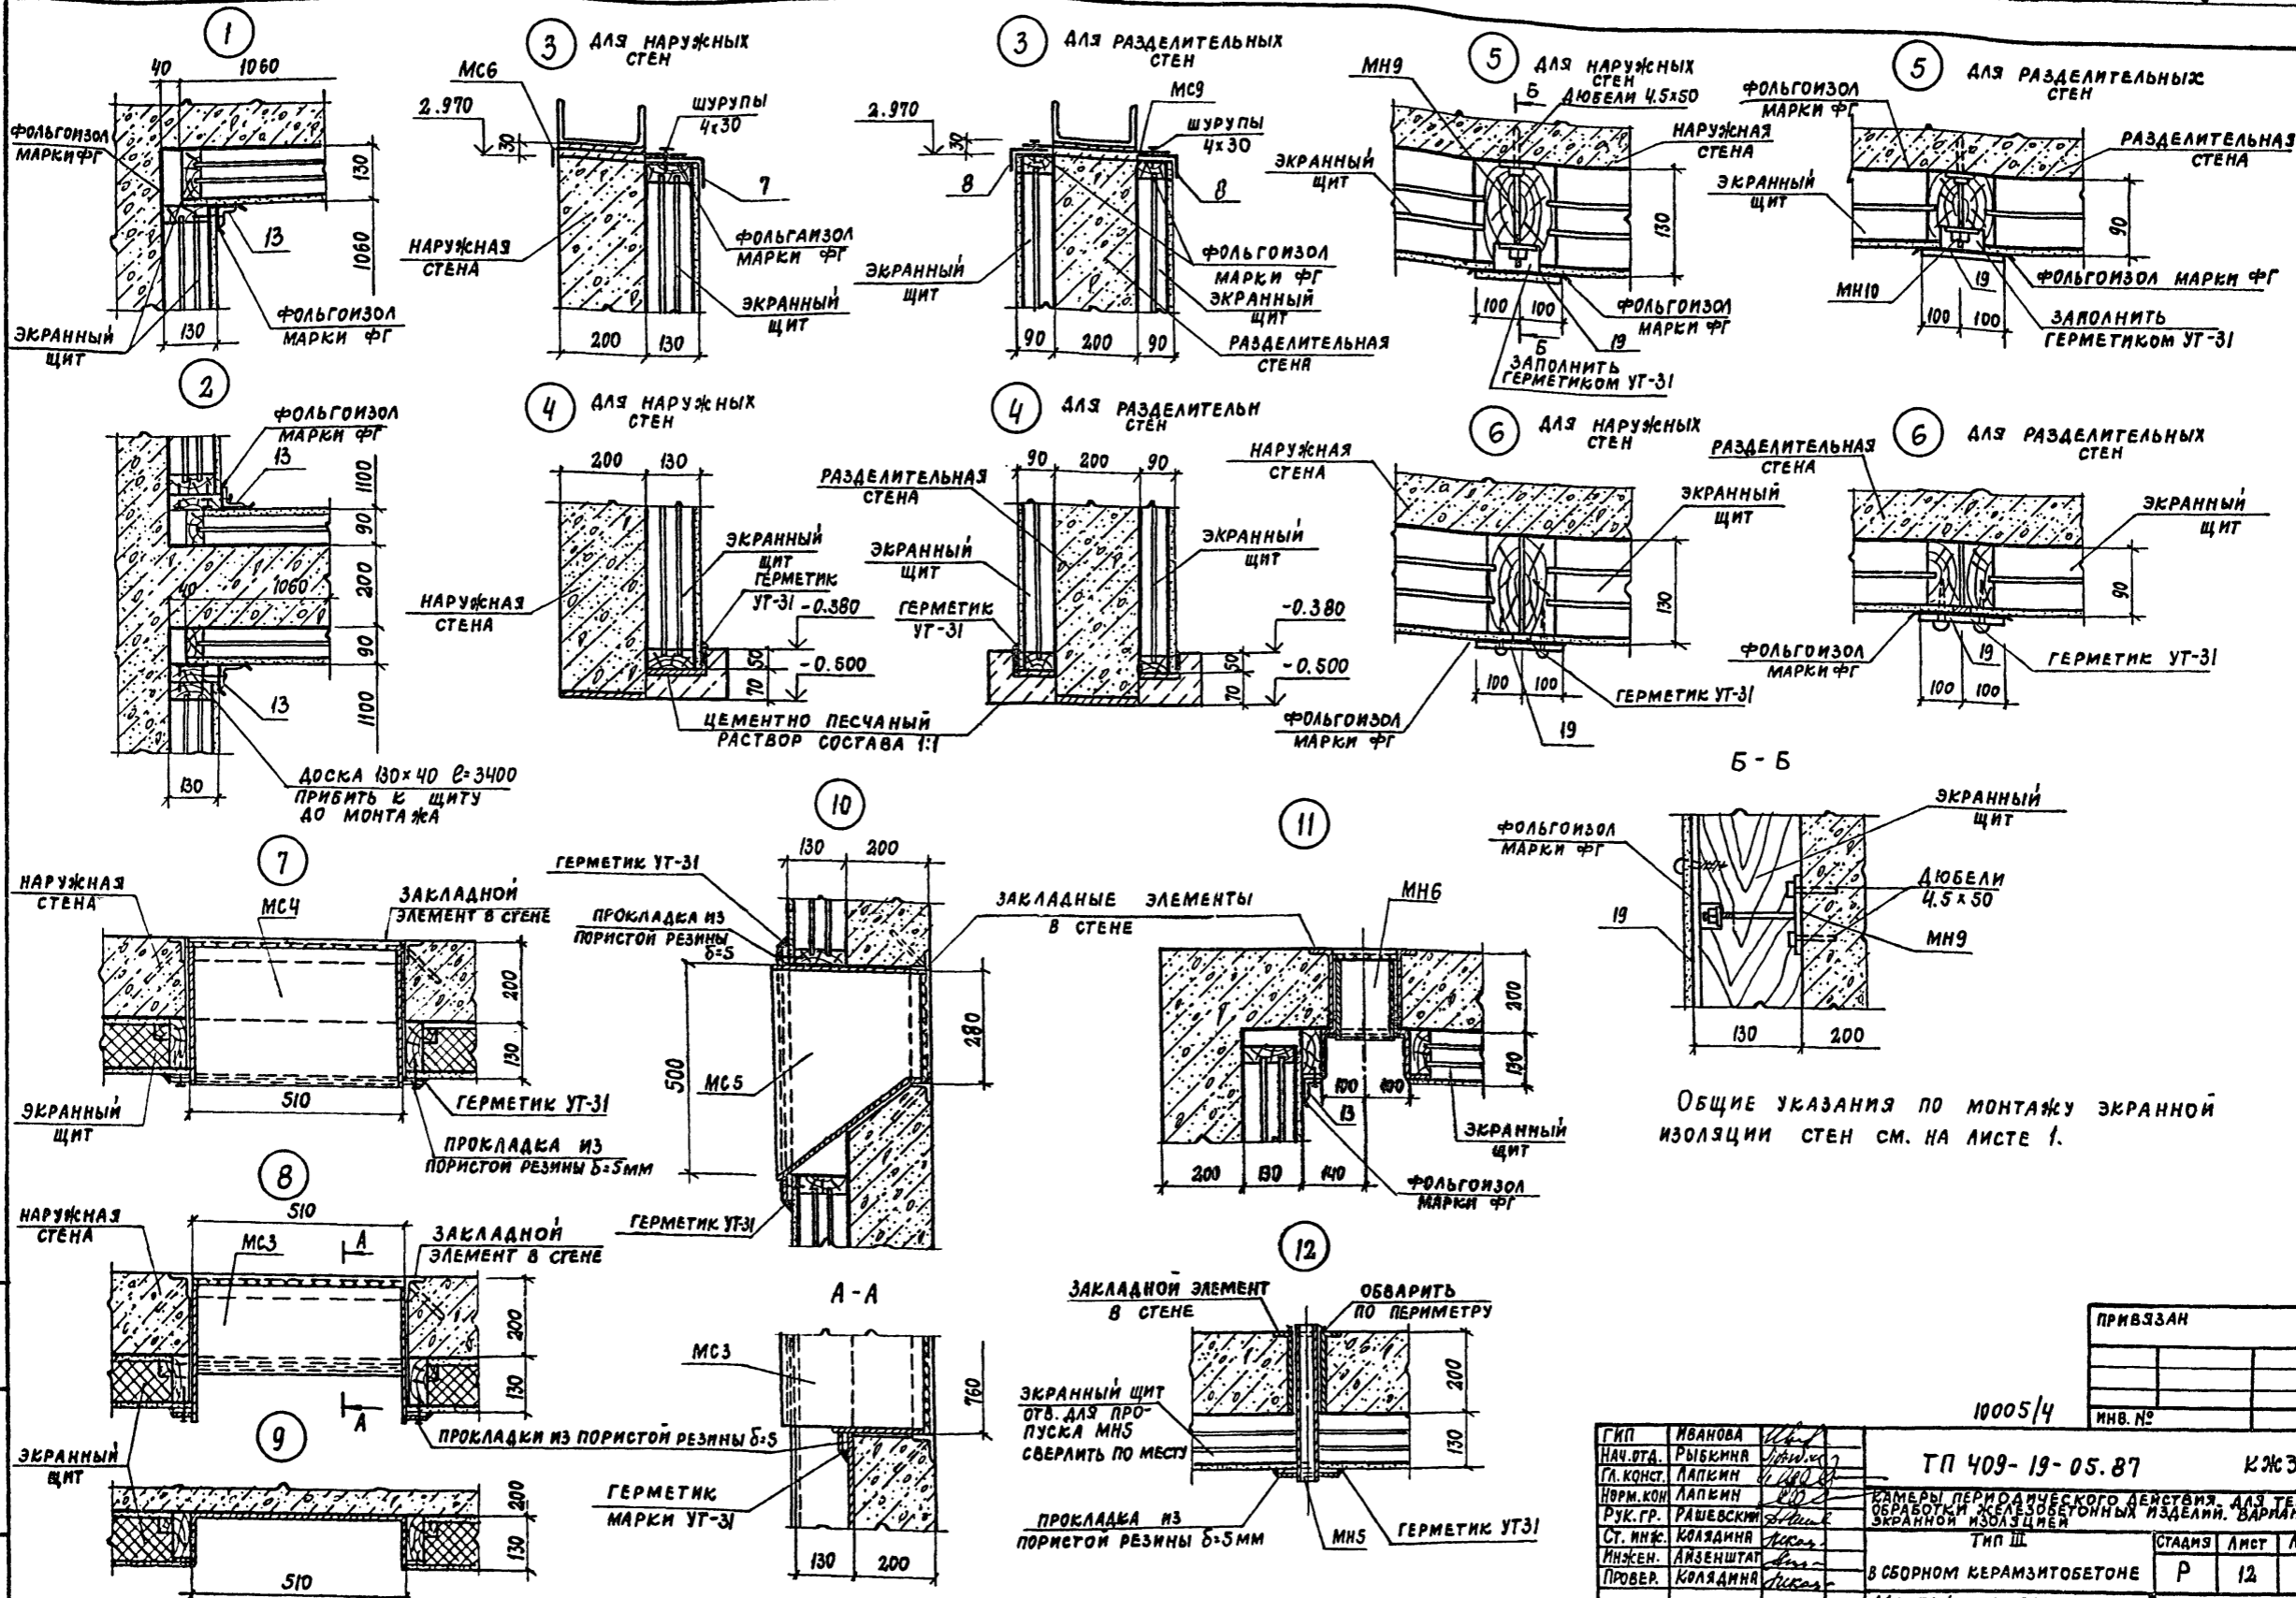 1
40 1060
ФОЛЬГОИЗОЛ
МАРКИ ФГ
130
1060
13
ФОЛЬГОИЗОЛ
МАРКИ ФГ
ЭКРАННЫЙ
ЩИТ
130
3
ДЛЯ НАРУЖНЫХ
СТЕН
МС6
2.970
30
ШУРУПЫ
4х30
7
ФОЛЬГАИЗОЛ
МАРКИ ФГ
НАРУЖНАЯ
СТЕНА
ЭКРАННЫЙ
ЩИТ
200 130
3
ДЛЯ РАЗДЕЛИТЕЛЬНЫХ
СТЕН
МС9
2.970
30
ШУРУПЫ
4х30
8
8
ФОЛЬГОИЗОЛ
МАРКИ ФГ
ЭКРАННЫЙ
ЩИТ
ЭКРАННЫЙ
ЩИТ
90 200 90
РАЗДЕЛИТЕЛЬНАЯ
СТЕНА
5
ДЛЯ НАРУЖНЫХ
СТЕН
МН9
Б
ДЮБЕЛИ 4.5х50
НАРУЖНАЯ
СТЕНА
ЭКРАННЫЙ
ЩИТ
130
100 100
ФОЛЬГОИЗОЛ
МАРКИ ФГ
Б
19
ЗАПОЛНИТЬ
ГЕРМЕТИКОМ УТ-31
5
ДЛЯ РАЗДЕЛИТЕЛЬНЫХ
СТЕН
ФОЛЬГОИЗОЛ
МАРКИ ФГ
РАЗДЕЛИТЕЛЬНАЯ
СТЕНА
ЭКРАННЫЙ
ЩИТ
90
МН10
19
ФОЛЬГОИЗОЛ МАРКИ ФГ
100 100
ЗАПОЛНИТЬ
ГЕРМЕТИКОМ УТ-31
2
ФОЛЬГОИЗОЛ
МАРКИ ФГ
13
1100
90
40 1060
200
90
13
1100
130
ДОСКА 130×40 ℓ=3400
ПРИБИТЬ К ЩИТУ
ДО МОНТАЖА
4
ДЛЯ НАРУЖНЫХ
СТЕН
200 130
ЭКРАННЫЙ
ЩИТ
ГЕРМЕТИК
УТ-31
-0.380
НАРУЖНАЯ
СТЕНА
50
-0.500
70
ЦЕМЕНТНО ПЕСЧАНЫЙ
РАСТВОР СОСТАВА 1:1
4
ДЛЯ РАЗДЕЛИТЕЛЬН
СТЕН
90 200 90
РАЗДЕЛИТЕЛЬНАЯ
СТЕНА
ЭКРАННЫЙ
ЩИТ
ЭКРАННЫЙ
ЩИТ
ГЕРМЕТИК
УТ-31
-0.380
50
-0.500
70
6
ДЛЯ НАРУЖНЫХ
СТЕН
НАРУЖНАЯ
СТЕНА
ЭКРАННЫЙ
ЩИТ
130
100 100
ГЕРМЕТИК УТ-31
ФОЛЬГОИЗОЛ
МАРКИ ФГ
19
6
ДЛЯ РАЗДЕЛИТЕЛЬНЫХ
СТЕН
РАЗДЕЛИТЕЛЬНАЯ
СТЕНА
ЭКРАННЫЙ
ЩИТ
90
ФОЛЬГОИЗОЛ
МАРКИ ФГ
19
ГЕРМЕТИК УТ-31
100 100
7
НАРУЖНАЯ
СТЕНА
МС4
ЗАКЛАДНОЙ
ЭЛЕМЕНТ В СТЕНЕ
200
130
510
ГЕРМЕТИК УТ-31
ЭКРАННЫЙ
ЩИТ
ПРОКЛАДКА ИЗ
ПОРИСТОЙ РЕЗИНЫ δ=5мм
8
510
НАРУЖНАЯ
СТЕНА
МС3
А
ЗАКЛАДНОЙ
ЭЛЕМЕНТ В СТЕНЕ
200
130
А
ПРОКЛАДКИ ИЗ ПОРИСТОЙ РЕЗИНЫ δ=5
9
ЭКРАННЫЙ
ЩИТ
200
130
510
10
130 200
ГЕРМЕТИК УТ-31
ПРОКЛАДКА ИЗ
ПОРИСТОЙ РЕЗИНЫ
δ=5
500
280
МС5
ГЕРМЕТИК УТ-31
А-А
МС3
760
ГЕРМЕТИК
МАРКИ УТ-31
130 200
11
ЗАКЛАДНЫЕ ЭЛЕМЕНТЫ
В СТЕНЕ
МН6
200
130
100 100
13
ЭКРАННЫЙ
ЩИТ
200 130 140
ФОЛЬГОИЗОЛ
МАРКИ ФГ
12
ЗАКЛАДНОЙ ЭЛЕМЕНТ
В СТЕНЕ
ОБВАРИТЬ
ПО ПЕРИМЕТРУ
200
130
ЭКРАННЫЙ ЩИТ
ОТВ. ДЛЯ ПРО-
ПУСКА МН5
СВЕРЛИТЬ ПО МЕСТУ
ПРОКЛАДКА ИЗ
ПОРИСТОЙ РЕЗИНЫ δ=5мм
МН5
ГЕРМЕТИК УТ31
Б-Б
ЭКРАННЫЙ
ЩИТ
ФОЛЬГОИЗОЛ
МАРКИ ФГ
ДЮБЕЛИ
4.5×50
19
МН9
130 200
ОБЩИЕ УКАЗАНИЯ ПО МОНТАЖУ ЭКРАННОЙ
ИЗОЛЯЦИИ СТЕН СМ. НА ЛИСТЕ 1.
ПРИВЯЗАН
ИНВ. №
10005/4
ГИП ИВАНОВА
НАЧ.ОТД. РЫБКИНА
ГЛ.КОНСТ. ЛАПКИН
НОРМ.КОН ЛАПКИН
РУК.ГР. РАШЕВСКИЙ
СТ. ИНЖ. КОЛЯДИНА
ИНЖЕН. АЙЗЕНШТАТ
ПРОВЕР. КОЛЯДИНА
ТП 409-19-05.87 КЖ3
КАМЕРЫ ПЕРИОДИЧЕСКОГО ДЕЙСТВИЯ ДЛЯ
ОБРАБОТКИ ЖЕЛЕЗОБЕТОННЫХ ИЗДЕЛИЙ.
ЭКРАННОЙ ИЗОЛЯЦИЕЙ
ТИП III
В СБОРНОМ КЕРАМЗИТОБЕТОНЕ
СТАДИЯ ЛИСТ
Р 12